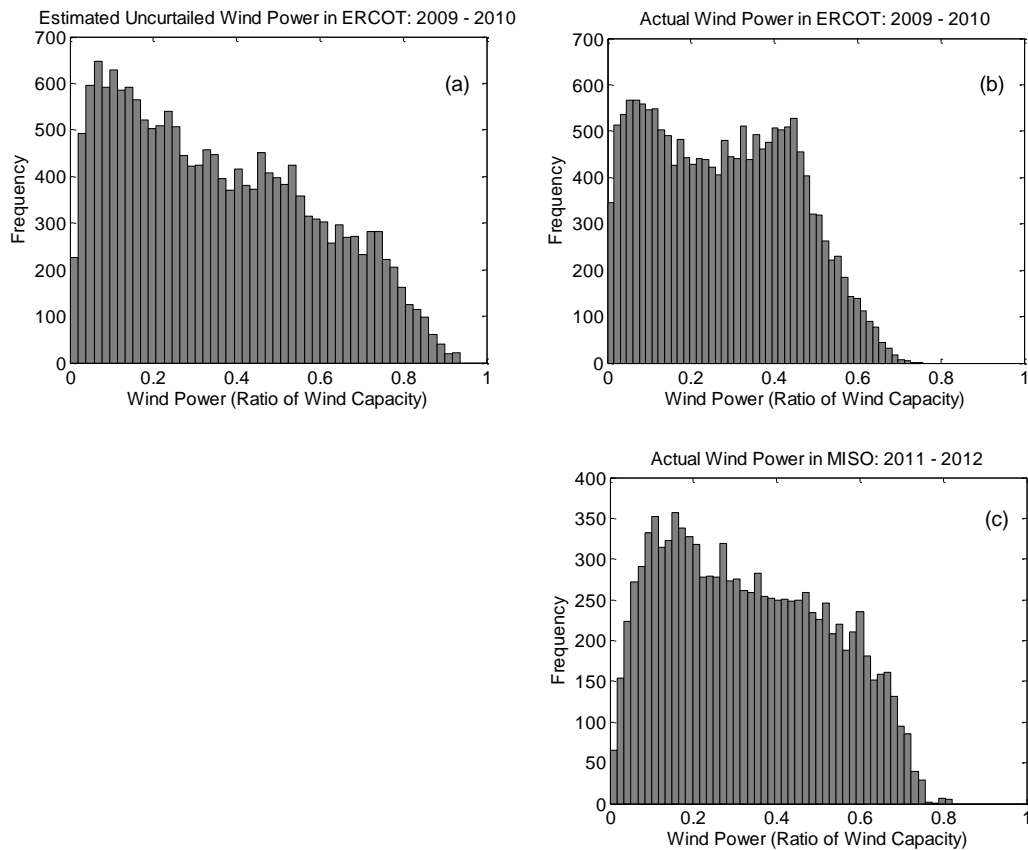 Estimated Uncurtailed Wind Power in ERCOT: 2009 - 2010
700
600
500
400
300
200
100
0
Frequency
(a)
0 0.2 0.4 0.6 0.8 1
Wind Power (Ratio of Wind Capacity)
Actual Wind Power in ERCOT: 2009 - 2010
700
600
500
400
300
200
100
0
Frequency
(b)
0 0.2 0.4 0.6 0.8 1
Wind Power (Ratio of Wind Capacity)
Actual Wind Power in MISO: 2011 - 2012
400
350
300
250
200
150
100
50
0
Frequency
(c)
0 0.2 0.4 0.6 0.8 1
Wind Power (Ratio of Wind Capacity)